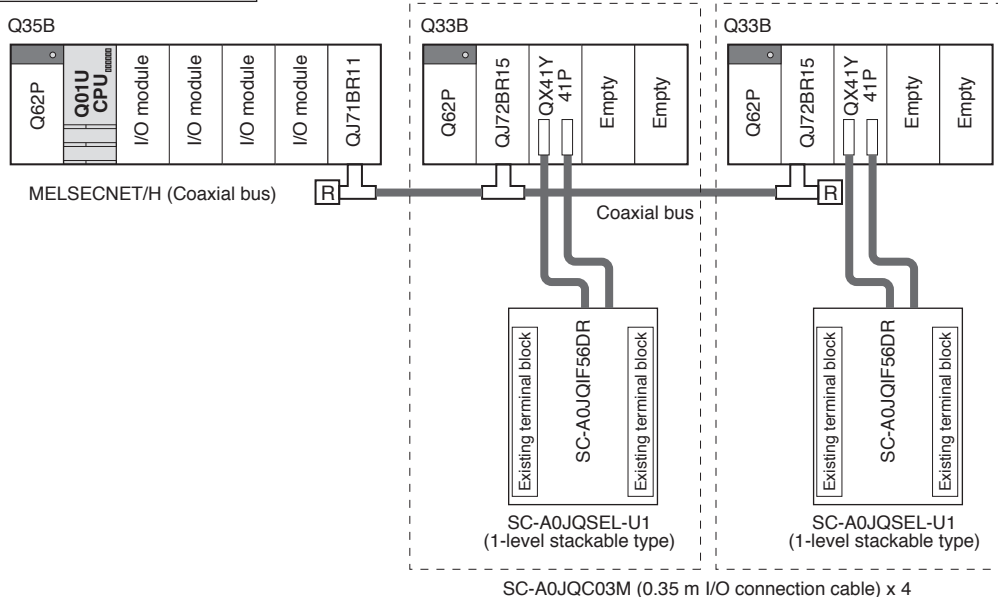 Q35B
Q62P
Q01U
CPU
I/O module
I/O module
I/O module
I/O module
QJ71BR11
Q33B
Q62P
QJ72BR15
QX41Y
41P
Empty
Empty
Q33B
Q62P
QJ72BR15
QX41Y
41P
Empty
Empty
MELSECNET/H (Coaxial bus)
R
R
Coaxial bus
Existing terminal block
SC-A0JQIF56DR
Existing terminal block
Existing terminal block
SC-A0JQIF56DR
Existing terminal block
SC-A0JQSEL-U1
(1-level stackable type)
SC-A0JQSEL-U1
(1-level stackable type)
SC-A0JQC03M (0.35 m I/O connection cable) x 4